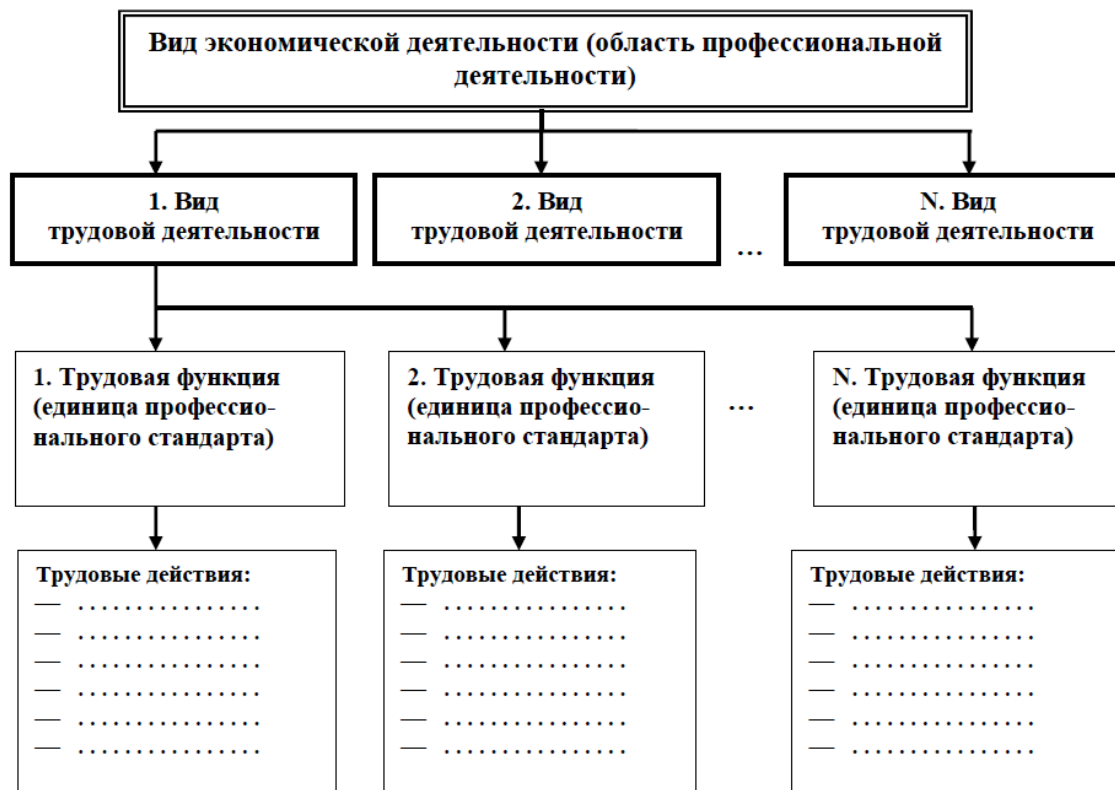 Вид экономической деятельности (область профессиональной
деятельности)
1. Вид
трудовой деятельности
2. Вид
трудовой деятельности
...
N. Вид
трудовой деятельности
1. Трудовая функция
(единица профессио-
нального стандарта)
2. Трудовая функция
(единица профессио-
нального стандарта)
...
N. Трудовая функция
(единица профессио-
нального стандарта)
Трудовые действия:
— . . . . . . . . . . . . . . . .
— . . . . . . . . . . . . . . . .
— . . . . . . . . . . . . . . . .
— . . . . . . . . . . . . . . . .
— . . . . . . . . . . . . . . . .
— . . . . . . . . . . . . . . . .
Трудовые действия:
— . . . . . . . . . . . . . . . .
— . . . . . . . . . . . . . . . .
— . . . . . . . . . . . . . . . .
— . . . . . . . . . . . . . . . .
— . . . . . . . . . . . . . . . .
— . . . . . . . . . . . . . . . .
Трудовые действия:
— . . . . . . . . . . . . . . . .
— . . . . . . . . . . . . . . . .
— . . . . . . . . . . . . . . . .
— . . . . . . . . . . . . . . . .
— . . . . . . . . . . . . . . . .
— . . . . . . . . . . . . . . . .